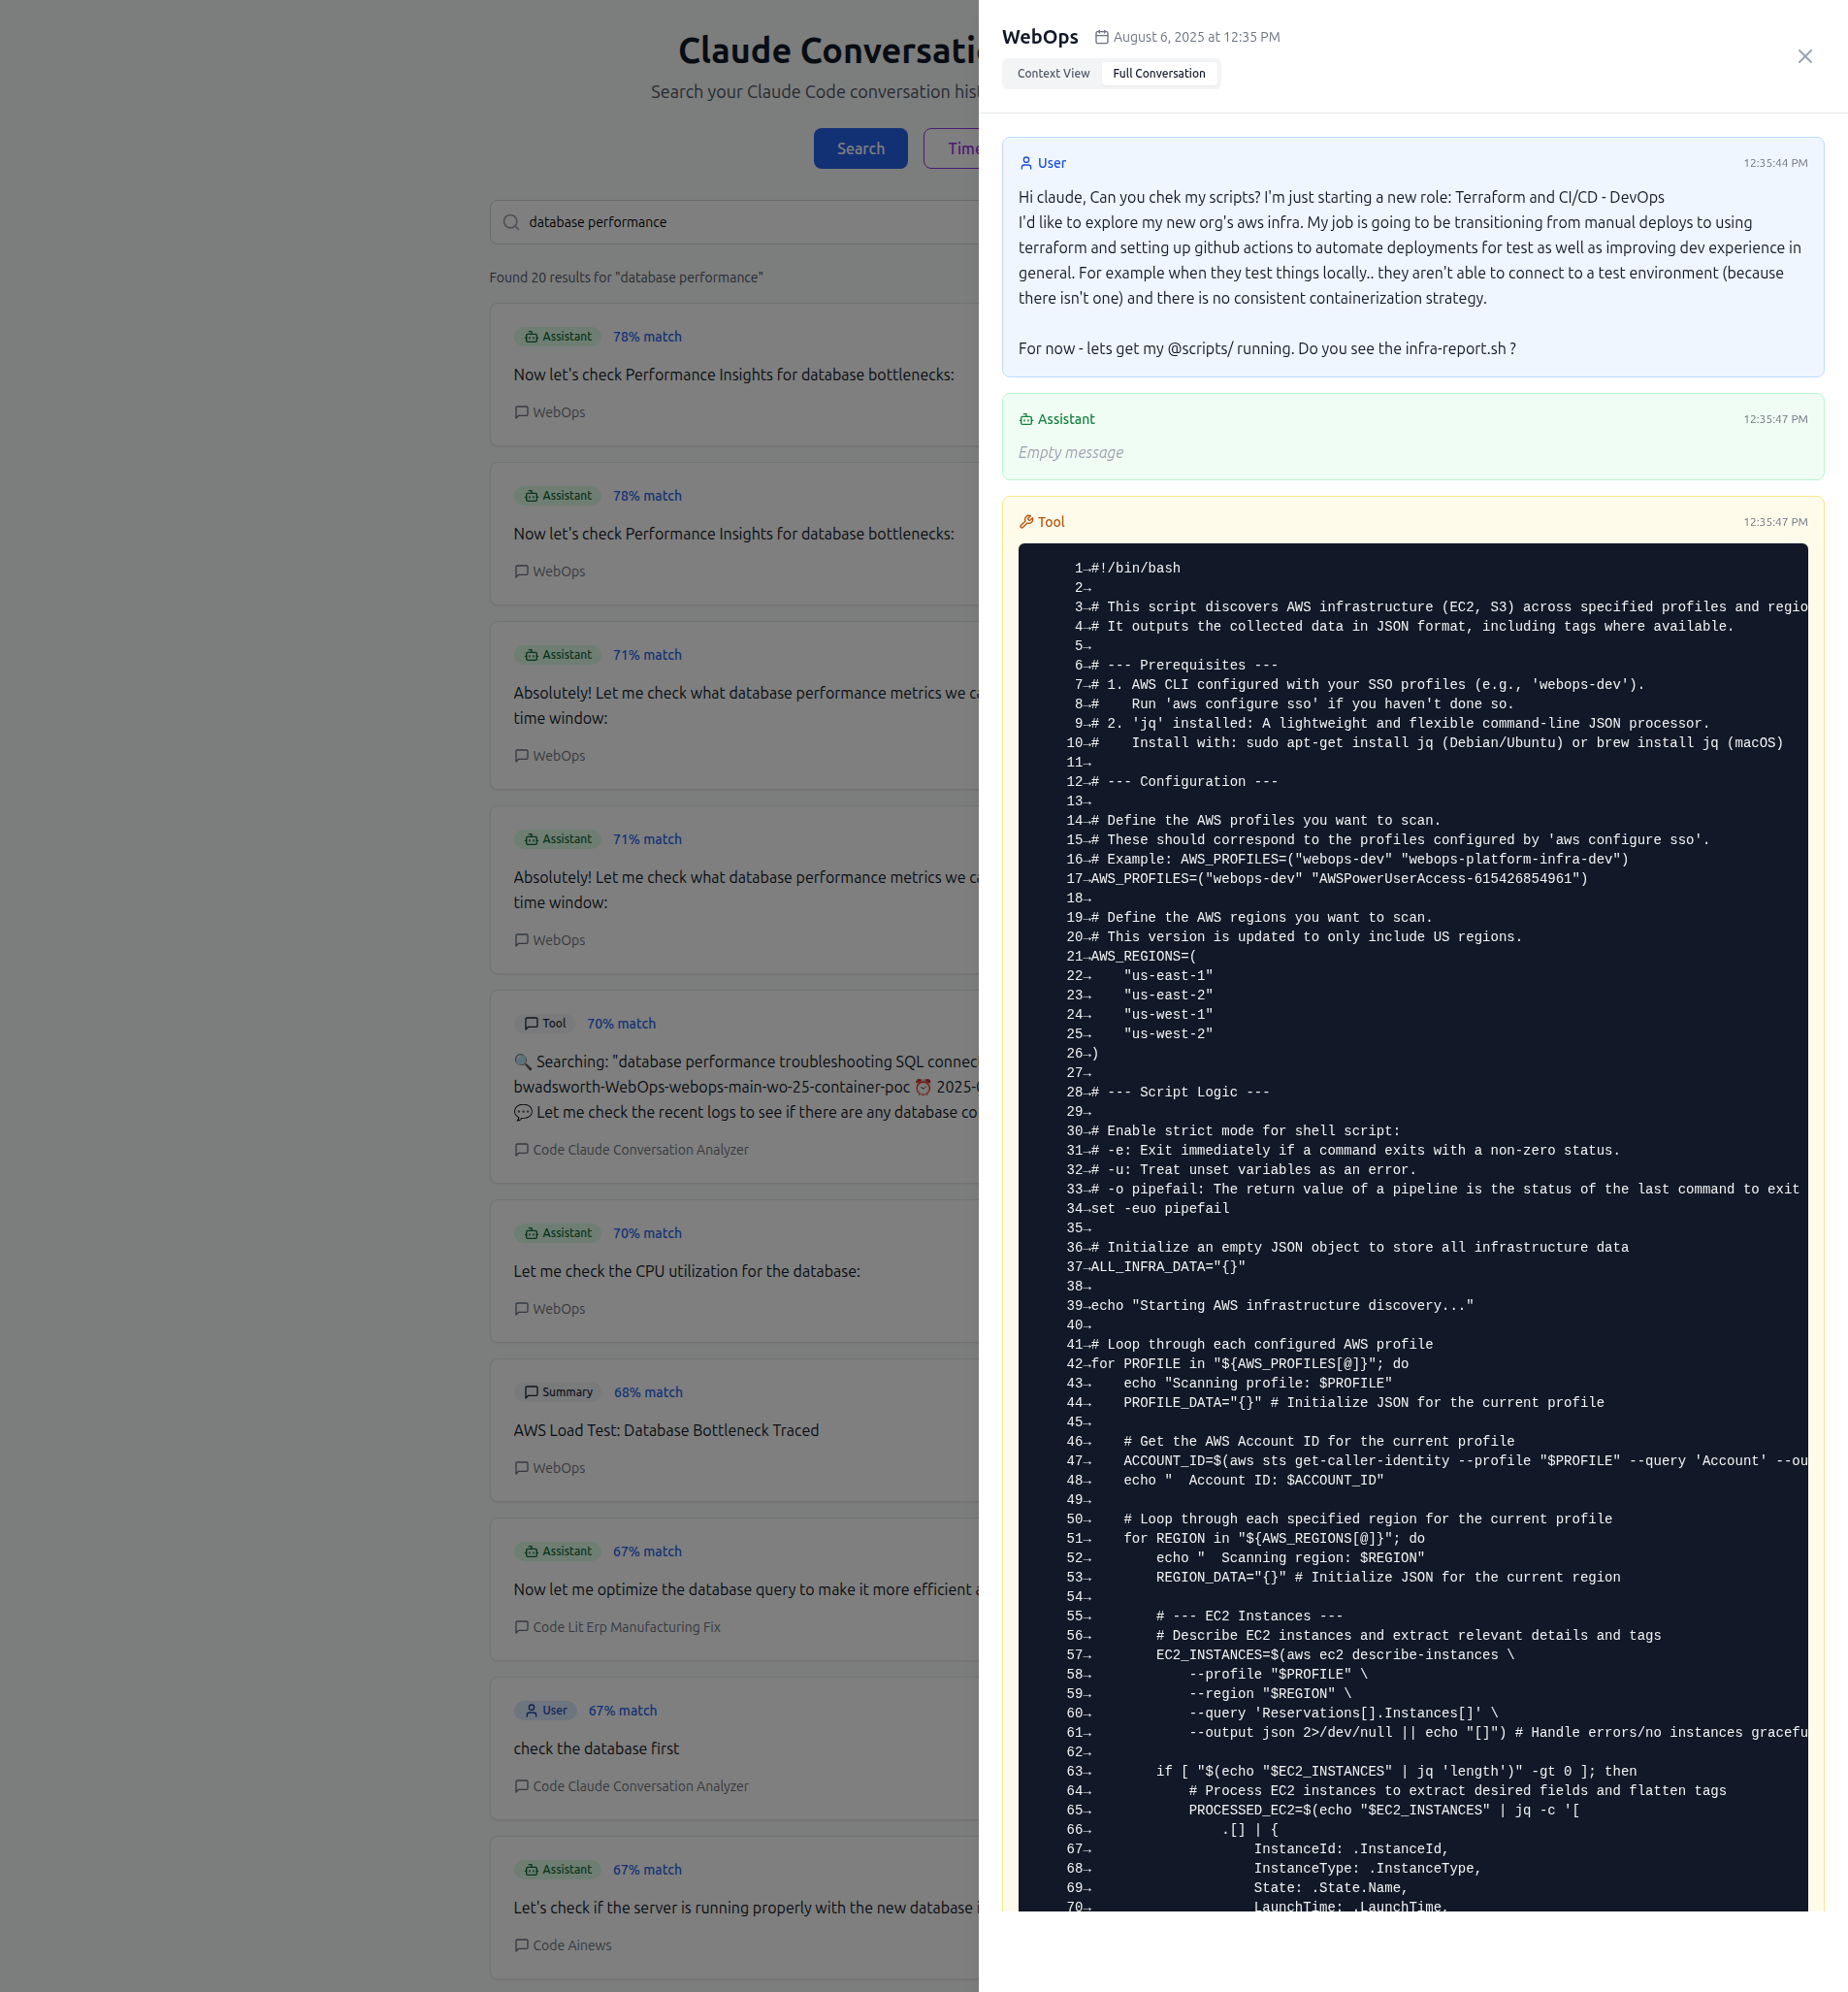 Claude Conversati
Search your Claude Code conversation his
Search
Time
database performance
Found 20 results for "database performance"
Assistant 78% match
Now let's check Performance Insights for database bottlenecks:
WebOps
Assistant 78% match
Now let's check Performance Insights for database bottlenecks:
WebOps
Assistant 71% match
Absolutely! Let me check what database performance metrics we ca
time window:
WebOps
Assistant 71% match
Absolutely! Let me check what database performance metrics we ca
time window:
WebOps
Tool 70% match
🔍 Searching: "database performance troubleshooting SQL connec
bwadsworth-WebOps-webops-main-wo-25-container-poc ⏰ 2025-
💬 Let me check the recent logs to see if there are any database co
Code Claude Conversation Analyzer
Assistant 70% match
Let me check the CPU utilization for the database:
WebOps
Summary 68% match
AWS Load Test: Database Bottleneck Traced
WebOps
Assistant 67% match
Now let me optimize the database query to make it more efficient a
Code Lit Erp Manufacturing Fix
User 67% match
check the database first
Code Claude Conversation Analyzer
Assistant 67% match
Let's check if the server is running properly with the new database i
Code Ainews
WebOps August 6, 2025 at 12:35 PM
Context View Full Conversation
User 12:35:44 PM
Hi claude, Can you chek my scripts? I'm just starting a new role: Terraform and CI/CD - DevOps
I'd like to explore my new org's aws infra. My job is going to be transitioning from manual deploys to using
terraform and setting up github actions to automate deployments for test as well as improving dev experience in
general. For example when they test things locally.. they aren't able to connect to a test environment (because
there isn't one) and there is no consistent containerization strategy.
For now - lets get my @scripts/ running. Do you see the infra-report.sh ?
Assistant 12:35:47 PM
Empty message
Tool 12:35:47 PM
1→#!/bin/bash
2→
3→# This script discovers AWS infrastructure (EC2, S3) across specified profiles and regio
4→# It outputs the collected data in JSON format, including tags where available.
5→
6→# --- Prerequisites ---
7→# 1. AWS CLI configured with your SSO profiles (e.g., 'webops-dev').
8→#    Run 'aws configure sso' if you haven't done so.
9→# 2. 'jq' installed: A lightweight and flexible command-line JSON processor.
10→#    Install with: sudo apt-get install jq (Debian/Ubuntu) or brew install jq (macOS)
11→
12→# --- Configuration ---
13→
14→# Define the AWS profiles you want to scan.
15→# These should correspond to the profiles configured by 'aws configure sso'.
16→# Example: AWS_PROFILES=("webops-dev" "webops-platform-infra-dev")
17→AWS_PROFILES=("webops-dev" "AWSPowerUserAccess-615426854961")
18→
19→# Define the AWS regions you want to scan.
20→# This version is updated to only include US regions.
21→AWS_REGIONS=(
22→    "us-east-1"
23→    "us-east-2"
24→    "us-west-1"
25→    "us-west-2"
26→)
27→
28→# --- Script Logic ---
29→
30→# Enable strict mode for shell script:
31→# -e: Exit immediately if a command exits with a non-zero status.
32→# -u: Treat unset variables as an error.
33→# -o pipefail: The return value of a pipeline is the status of the last command to exit
34→set -euo pipefail
35→
36→# Initialize an empty JSON object to store all infrastructure data
37→ALL_INFRA_DATA="{}"
38→
39→echo "Starting AWS infrastructure discovery..."
40→
41→# Loop through each configured AWS profile
42→for PROFILE in "${AWS_PROFILES[@]}"; do
43→    echo "Scanning profile: $PROFILE"
44→    PROFILE_DATA="{}" # Initialize JSON for the current profile
45→
46→    # Get the AWS Account ID for the current profile
47→    ACCOUNT_ID=$(aws sts get-caller-identity --profile "$PROFILE" --query 'Account' --ou
48→    echo "  Account ID: $ACCOUNT_ID"
49→
50→    # Loop through each specified region for the current profile
51→    for REGION in "${AWS_REGIONS[@]}"; do
52→        echo "  Scanning region: $REGION"
53→        REGION_DATA="{}" # Initialize JSON for the current region
54→
55→        # --- EC2 Instances ---
56→        # Describe EC2 instances and extract relevant details and tags
57→        EC2_INSTANCES=$(aws ec2 describe-instances \
58→            --profile "$PROFILE" \
59→            --region "$REGION" \
60→            --query 'Reservations[].Instances[]' \
61→            --output json 2>/dev/null || echo "[]") # Handle errors/no instances gracefu
62→
63→        if [ "$(echo "$EC2_INSTANCES" | jq 'length')" -gt 0 ]; then
64→            # Process EC2 instances to extract desired fields and flatten tags
65→            PROCESSED_EC2=$(echo "$EC2_INSTANCES" | jq -c '[
66→                .[] | {
67→                    InstanceId: .InstanceId,
68→                    InstanceType: .InstanceType,
69→                    State: .State.Name,
70→                    LaunchTime: .LaunchTime,